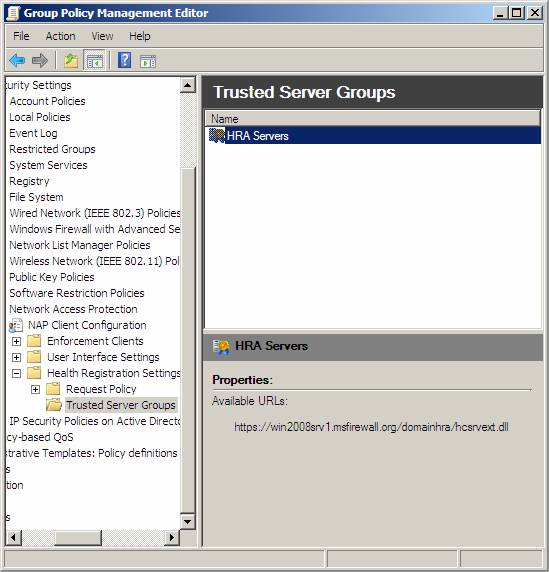 Group Policy Management Editor
File Action View Help
curity Settings
Account Policies
Local Policies
Event Log
Restricted Groups
System Services
Registry
File System
Wired Network (IEEE 802.3) Policies
Windows Firewall with Advanced Se
Network List Manager Policies
Wireless Network (IEEE 802.11) Pol
Public Key Policies
Software Restriction Policies
Network Access Protection
NAP Client Configuration
Enforcement Clients
User Interface Settings
Health Registration Settings
Request Policy
Trusted Server Groups
IP Security Policies on Active Directo
cy-based QoS
strative Templates: Policy definitions
s
tion
s
Trusted Server Groups
Name
HRA Servers
HRA Servers
Properties:
Available URLs:
https://win2008srv1.msfirewall.org/domainhra/hcsrvext.dll